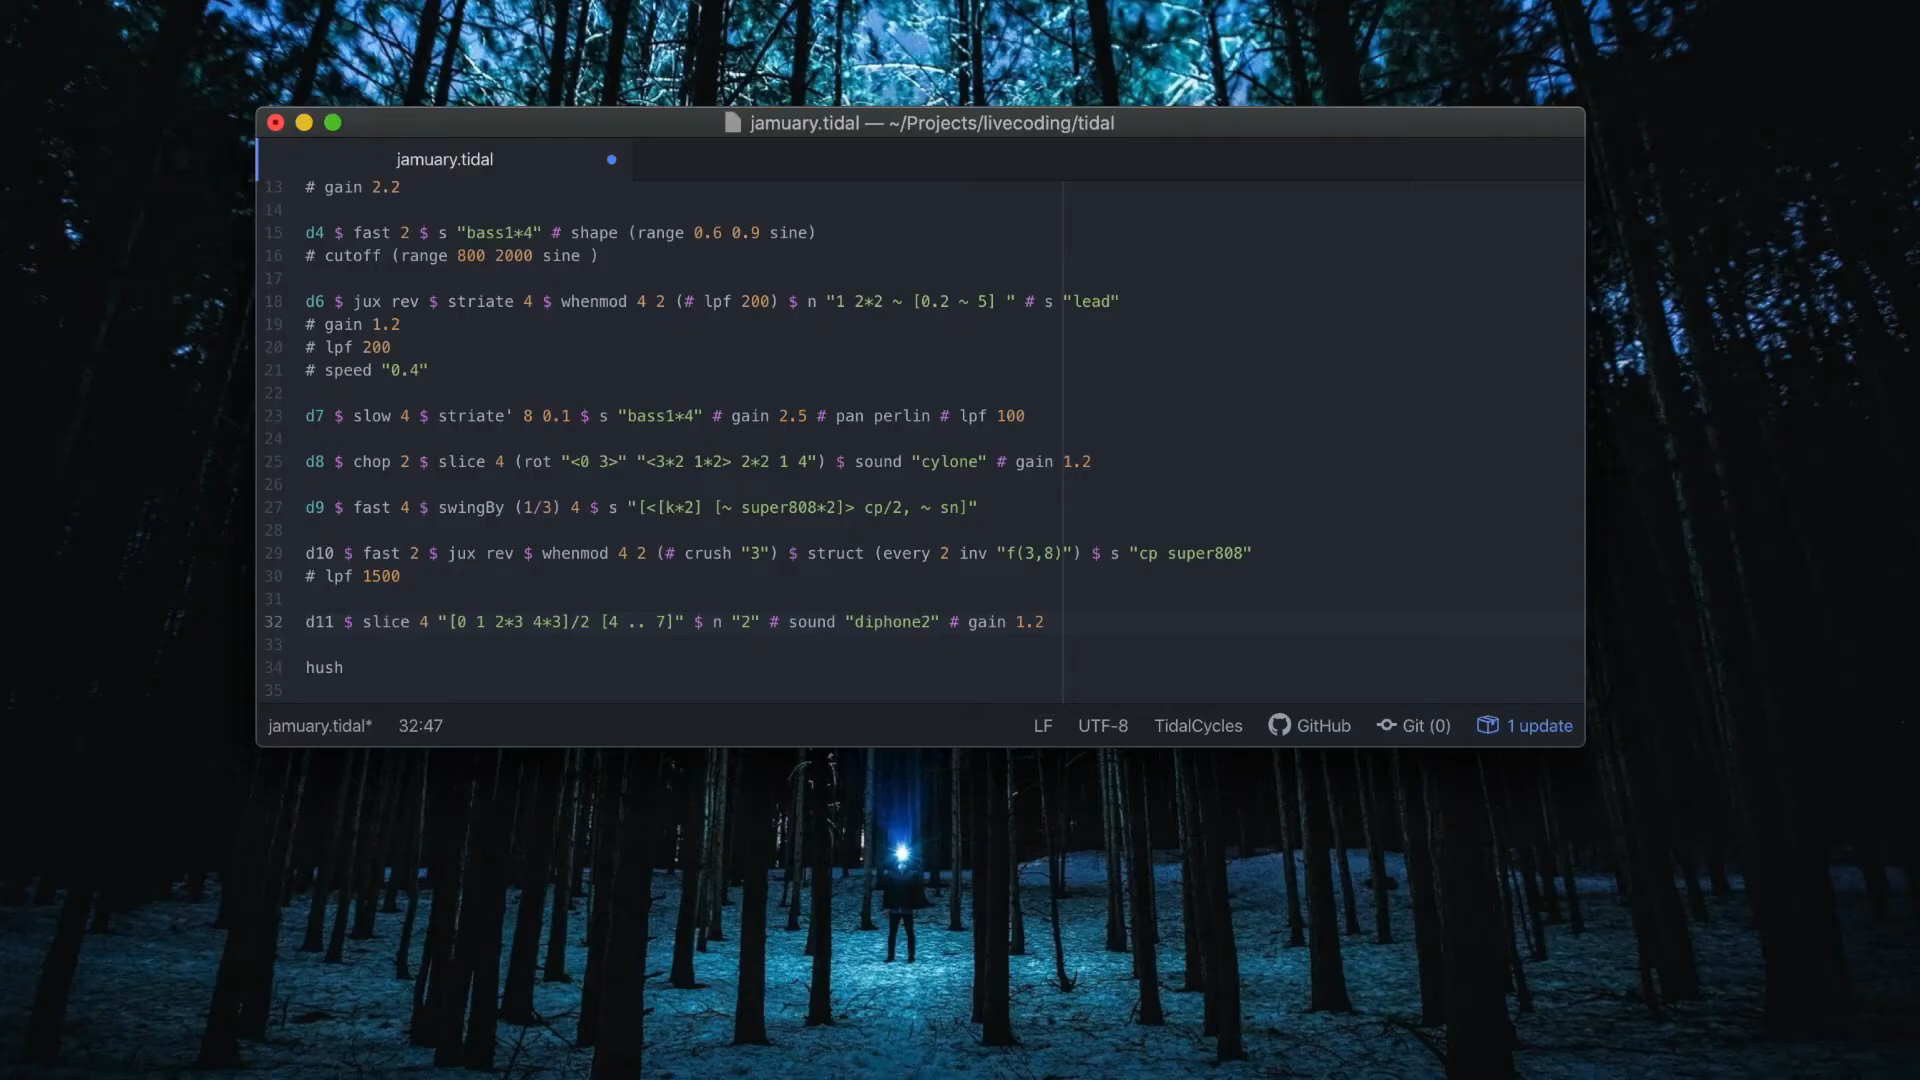 jamuary.tidal — ~/Projects/livecoding/tidal
jamuary.tidal
13 # gain 2.2
14
15 d4 $ fast 2 $ s "bass1*4" # shape (range 0.6 0.9 sine)
16 # cutoff (range 800 2000 sine )
17
18 d6 $ jux rev $ striate 4 $ whenmod 4 2 (# lpf 200) $ n "1 2*2 ~ [0.2 ~ 5] " # s "lead"
19 # gain 1.2
20 # lpf 200
21 # speed "0.4"
22
23 d7 $ slow 4 $ striate' 8 0.1 $ s "bass1*4" # gain 2.5 # pan perlin # lpf 100
24
25 d8 $ chop 2 $ slice 4 (rot "<0 3>" "<3*2 1*2> 2*2 1 4") $ sound "cylone" # gain 1.2
26
27 d9 $ fast 4 $ swingBy (1/3) 4 $ s "[<[k*2] [~ super808*2]> cp/2, ~ sn]"
28
29 d10 $ fast 2 $ jux rev $ whenmod 4 2 (# crush "3") $ struct (every 2 inv "f(3,8)") $ s "cp super808"
30 # lpf 1500
31
32 d11 $ slice 4 "[0 1 2*3 4*3]/2 [4 .. 7]" $ n "2" # sound "diphone2" # gain 1.2
33
34 hush
35
jamuary.tidal* 32:47 LF UTF-8 TidalCycles GitHub Git (0) 1 update